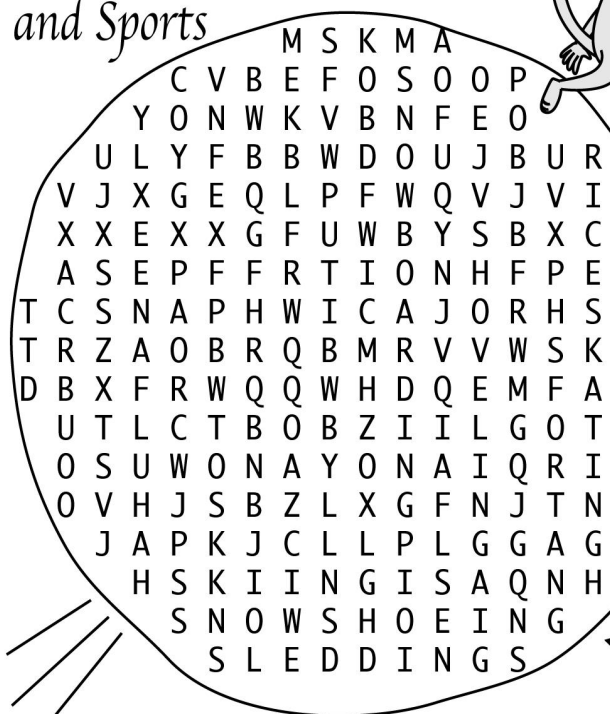 and Sports
M S K M A
C V B E F O S O O P
Y O N W K V B N F E O
U L Y F B B W D O U J B U R
V J X G E Q L P F W Q V J V I
X X E X X G F U W B Y S B X C
A S E P F F R T I O N H F P E
T C S N A P H W I C A J O R H S
T R Z A O B R Q B M R V V W S K
D B X F R W Q Q W H D Q E M F A
U T L C T B O B Z I I L G O T
O S U W O N A Y O N A I Q R I
O V H J S B Z L X G F N J T N
J A P K J C L L P L G G A G
H S K I I N G I S A Q N H
S N O W S H O E I N G
S L E D D I N G S